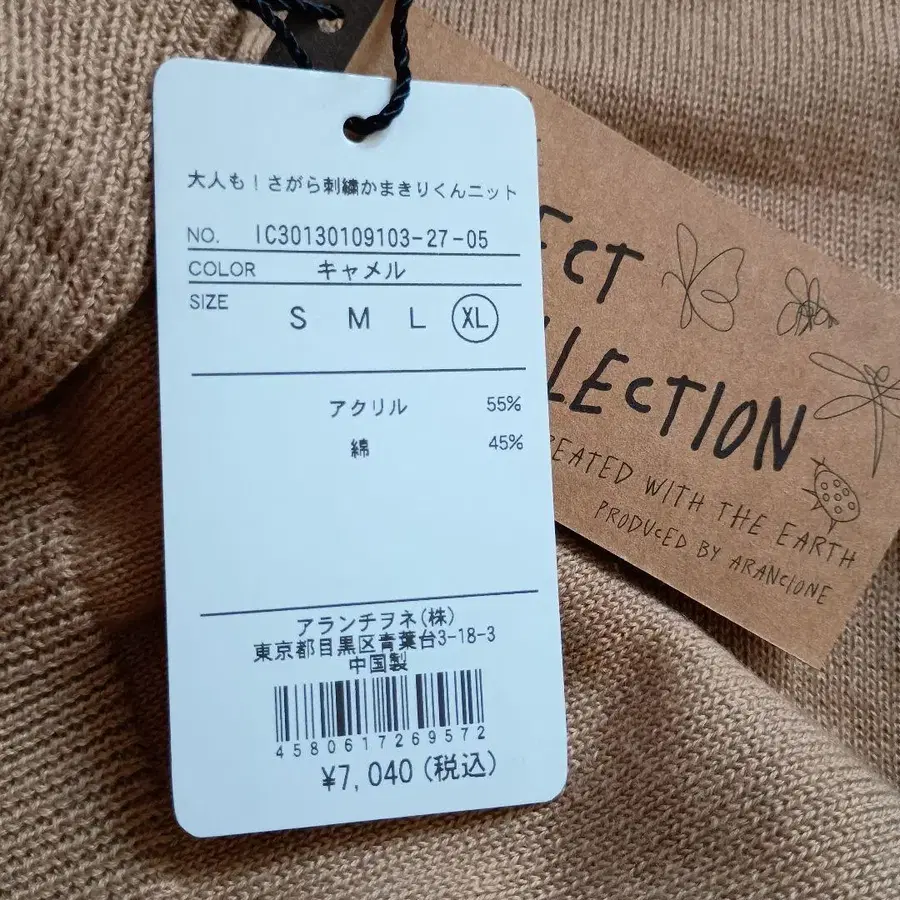 大人も！さがら刺繍かまきりくんニット
NO. IC30130109103-27-05
COLOR キャメル
SIZE
S M L XL
アクリル 55%
綿 45%
アランチヲネ(株)
東京都目黒区青葉台3-18-3
中国製
4580617269572
¥7,040(税込)
WITH THE EARTH
PRODUCED BY ARANCIONE